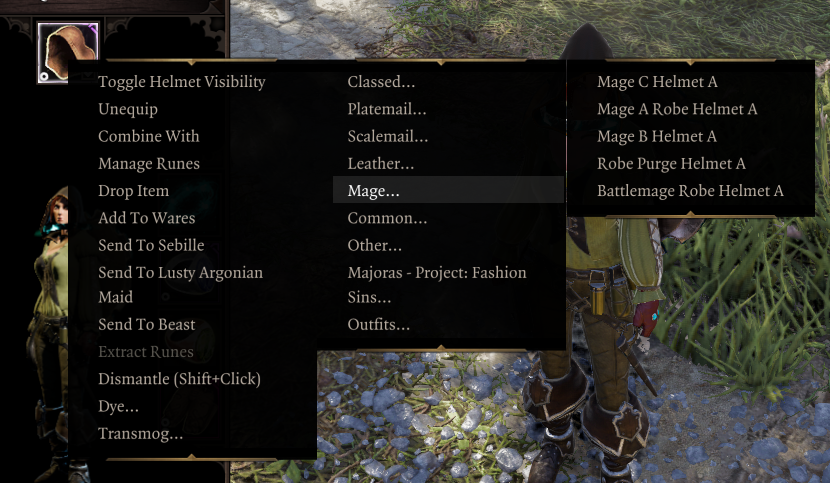 Toggle Helmet Visibility
Unequip
Combine With
Manage Runes
Drop Item
Add To Wares
Send To Sebille
Send To Lusty Argonian
Maid
Send To Beast
Extract Runes
Dismantle (Shift+Click)
Dye...
Transmog...
Classed...
Platemail...
Scalemail...
Leather...
Mage...
Common...
Other...
Majoras - Project: Fashion
Sins...
Outfits...
Mage C Helmet A
Mage A Robe Helmet A
Mage B Helmet A
Robe Purge Helmet A
Battlemage Robe Helmet A